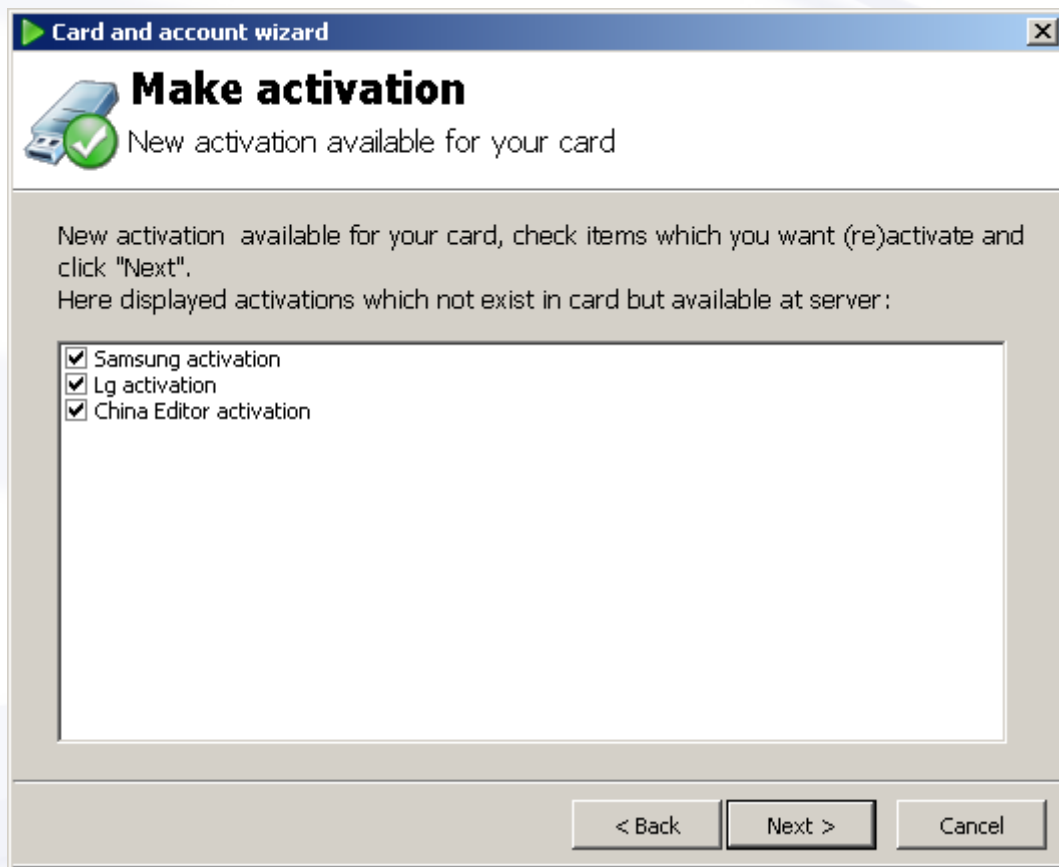 Card and account wizard
Make activation
New activation available for your card
New activation  available for your card, check items which you want (re)activate and
click "Next".
Here displayed activations which not exist in card but available at server:
Samsung activation
Lg activation
China Editor activation
< Back
Next >
Cancel